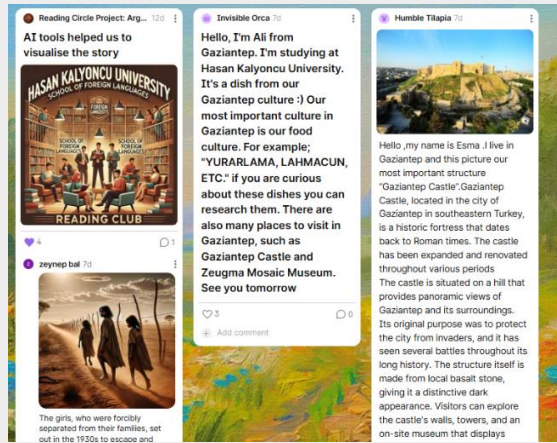 Reading Circle Project: Arg... 12d
AI tools helped us to
visualise the story
HASAN KALYONCU UNIVERSITY
SCHOOL OF FOREIGN LANGUAGES
FOREIGN
SCHOOL OF
FOREIGN
SCHOOL OF
READING CLUB
4
1
zeynep bal 7d
The girls, who were forcibly
separated from their families, set
out in the 1930s to escape and
Invisible Orca 7d
Hello, I'm Ali from
Gaziantep. I'm studying at
Hasan Kalyoncu University.
It's a dish from our
Gaziantep culture :) Our
most important culture in
Gaziantep is our food
culture. For example;
"YURARLAMA, LAHMACUN,
ETC." if you are curious
about these dishes you can
research them. There are
also many places to visit in
Gaziantep, such as
Gaziantep Castle and
Zeugma Mosaic Museum.
See you tomorrow
3
0
Add comment
Humble Tilapia 7d
Hello ,my name is Esma .I live in
Gaziantep and this picture our
most important structure
"Gaziantep Castle".Gaziantep
Castle, located in the city of
Gaziantep in southeastern Turkey,
is a historic fortress that dates
back to Roman times. The castle
has been expanded and renovated
throughout various periods
The castle is situated on a hill that
provides panoramic views of
Gaziantep and its surroundings.
Its original purpose was to protect
the city from invaders, and it has
seen several battles throughout its
long history. The structure itself is
made from local basalt stone,
giving it a distinctive dark
appearance. Visitors can explore
the castle's walls, towers, and an
on-site museum that displays